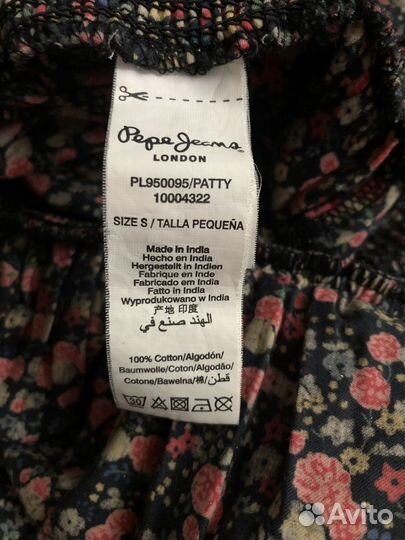 Pepe Jeans
LONDON
PL950095/PATTY
10004322
SIZE S / TALLA PEQUEÑA
Made in India
Hecho en India
Hergestellt in Indien
Fabrique en Inde
Fabricado em India
Fatto in India
Wyprodukowano w India
产地 印度
الهند صنع في
100% Cotton/Algodón/
Baumwolle/Coton/Algodão/
Cotone/Bawełna/棉/قطن
30
Avito